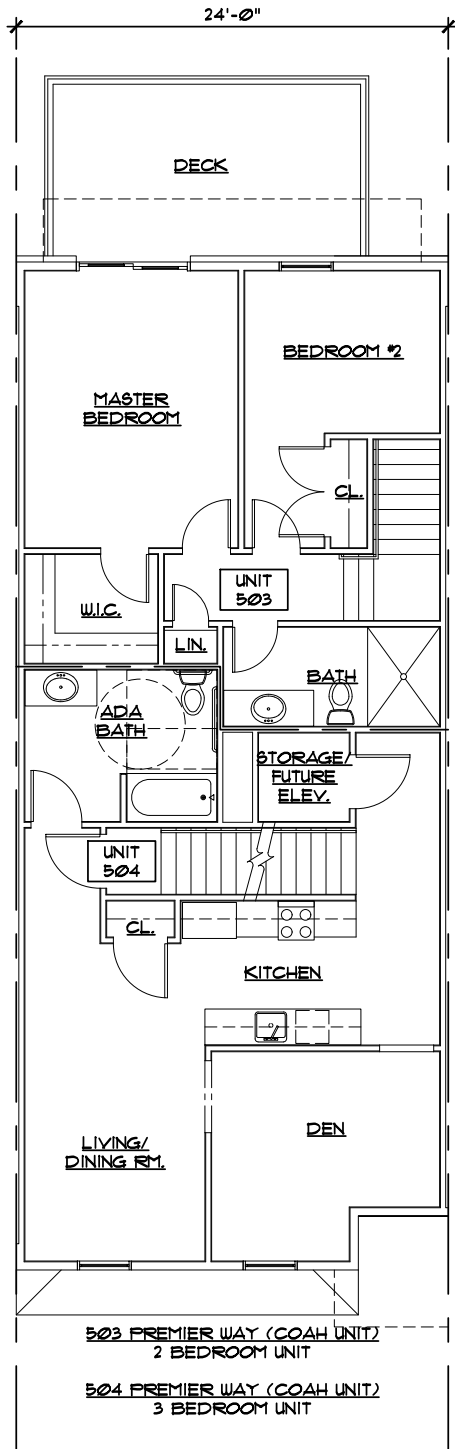 24'-0"
DECK
BEDROOM #2
MASTER
BEDROOM
CL.
UNIT
503
W.I.C.
LIN.
BATH
ADA
BATH
STORAGE/
FUTURE
ELEV.
UNIT
504
CL.
KITCHEN
DEN
LIVING/
DINING RM.
503 PREMIER WAY (COAH UNIT)
2 BEDROOM UNIT
504 PREMIER WAY (COAH UNIT)
3 BEDROOM UNIT